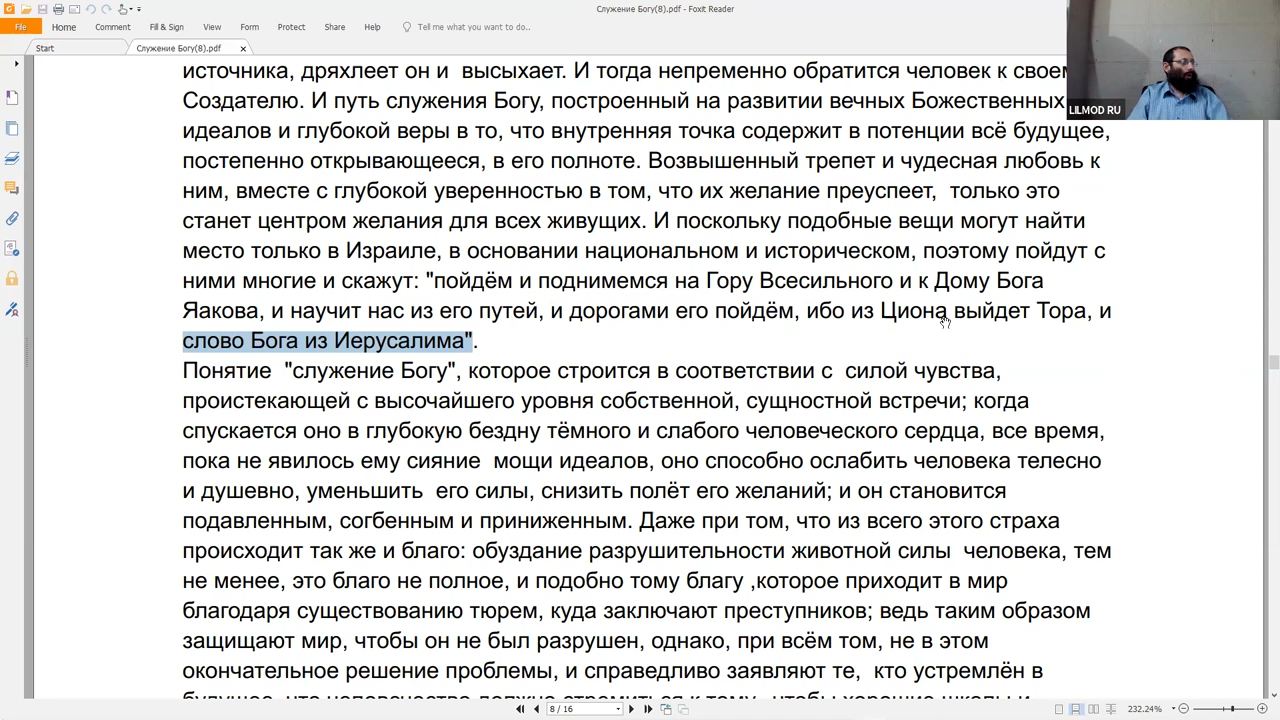 Служение Богу(8).pdf - Foxit Reader
File Home Comment Fill & Sign View Form Protect Share Help Tell me what you want to do..
Start Служение Богу(8).pdf
источника, дряхлеет он и высыхает. И тогда непременно обратится человек к своем
Создателю. И путь служения Богу, построенный на развитии вечных Божественных
LILMOD RU
идеалов и глубокой веры в то, что внутренняя точка содержит в потенции всё будущее,
постепенно открывающееся, в его полноте. Возвышенный трепет и чудесная любовь к
ним, вместе с глубокой уверенностью в том, что их желание преуспеет, только это
станет центром желания для всех живущих. И поскольку подобные вещи могут найти
место только в Израиле, в основании национальном и историческом, поэтому пойдут с
ними многие и скажут: "пойдём и поднимемся на Гору Всесильного и к Дому Бога
Яакова, и научит нас из его путей, и дорогами его пойдём, ибо из Циона выйдет Тора, и
слово Бога из Иерусалима".
Понятие "служение Богу", которое строится в соответствии с силой чувства,
проистекающей с высочайшего уровня собственной, сущностной встречи; когда
спускается оно в глубокую бездну тёмного и слабого человеческого сердца, все время,
пока не явилось ему сияние мощи идеалов, оно способно ослабить человека телесно
и душевно, уменьшить его силы, снизить полёт его желаний; и он становится
подавленным, согбенным и приниженным. Даже при том, что из всего этого страха
происходит так же и благо: обуздание разрушительности животной силы человека, тем
не менее, это благо не полное, и подобно тому благу ,которое приходит в мир
благодаря существованию тюрем, куда заключают преступников; ведь таким образом
защищают мир, чтобы он не был разрушен, однако, при всём том, не в этом
окончательное решение проблемы, и справедливо заявляют те, кто устремлён в
8 / 16 232.24%